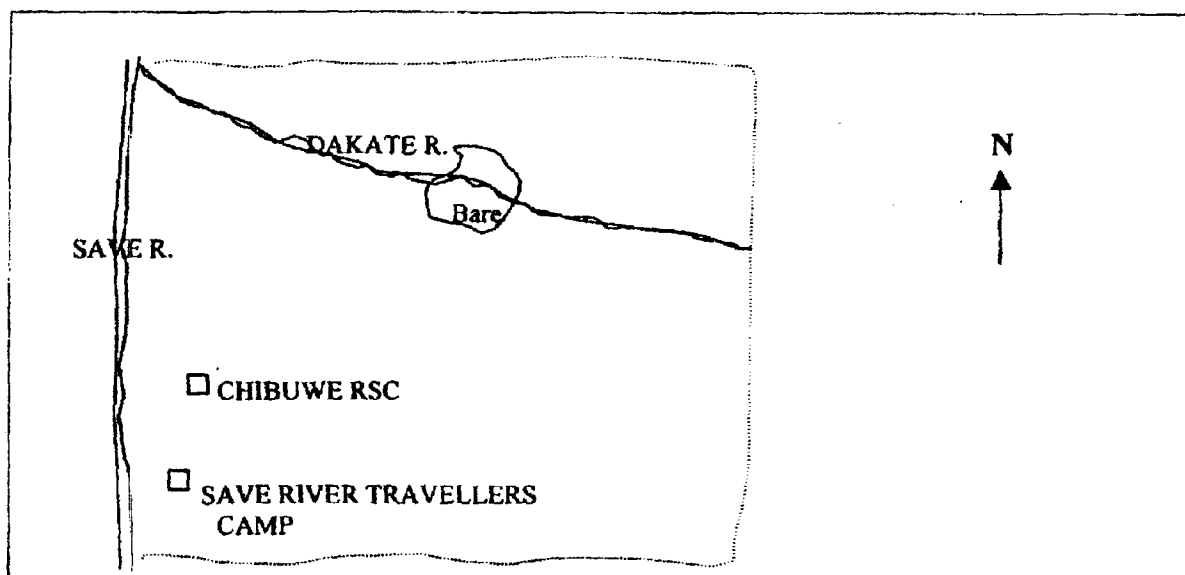 DAKATE R.
N
Bare
SAVE R.
CHIBUWE RSC
SAVE RIVER TRAVELLERS
CAMP